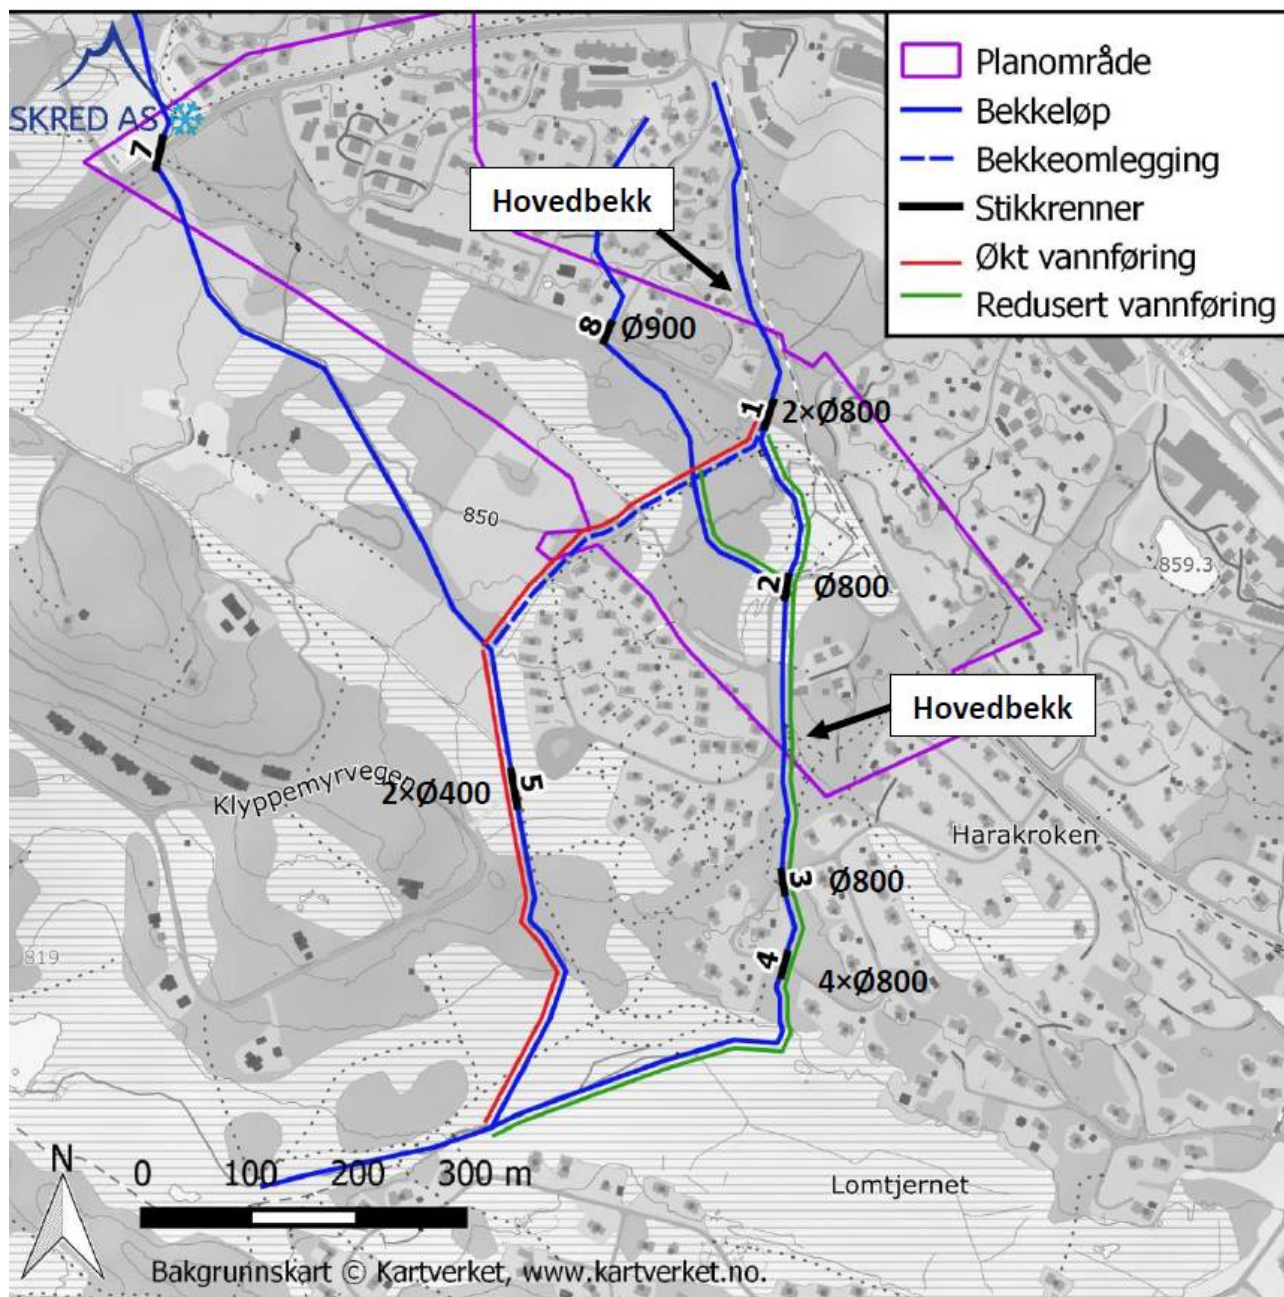 SKRED AS
Planområde
Bekkeløp
Bekkeomlegging
Stikkrenner
Økt vannføring
Redusert vannføring
7
Hovedbekk
8 Ø900
1 2×Ø800
850
859.3
2 Ø800
Hovedbekk
Klyppemyrvegen
2×Ø400 5
Harakroken
3 Ø800
819
4
4×Ø800
N
0 100 200 300 m
Lomtjernet
Bakgrunnskart © Kartverket, www.kartverket.no.